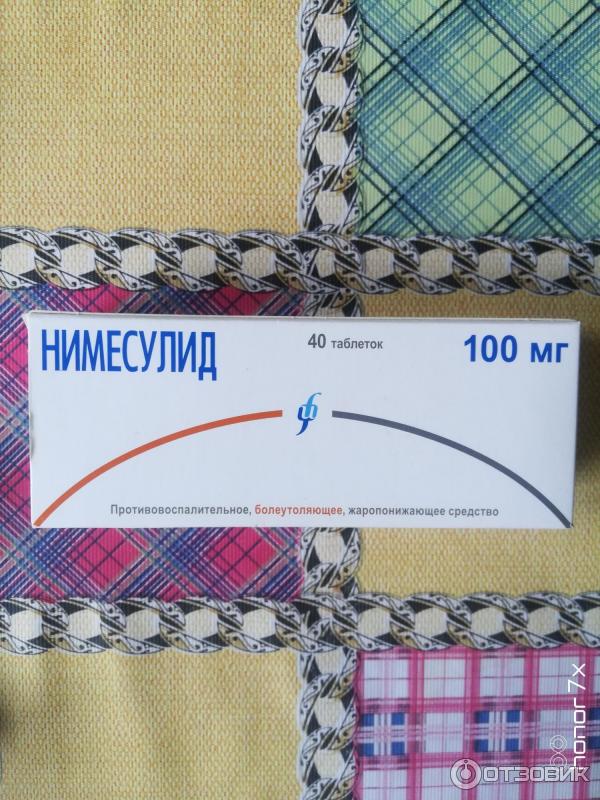 НИМЕСУЛИД
40 таблеток
100 мг
Противовоспалительное, болеутоляющее, жаропонижающее средство
honor 7x
ОТЗОВИК